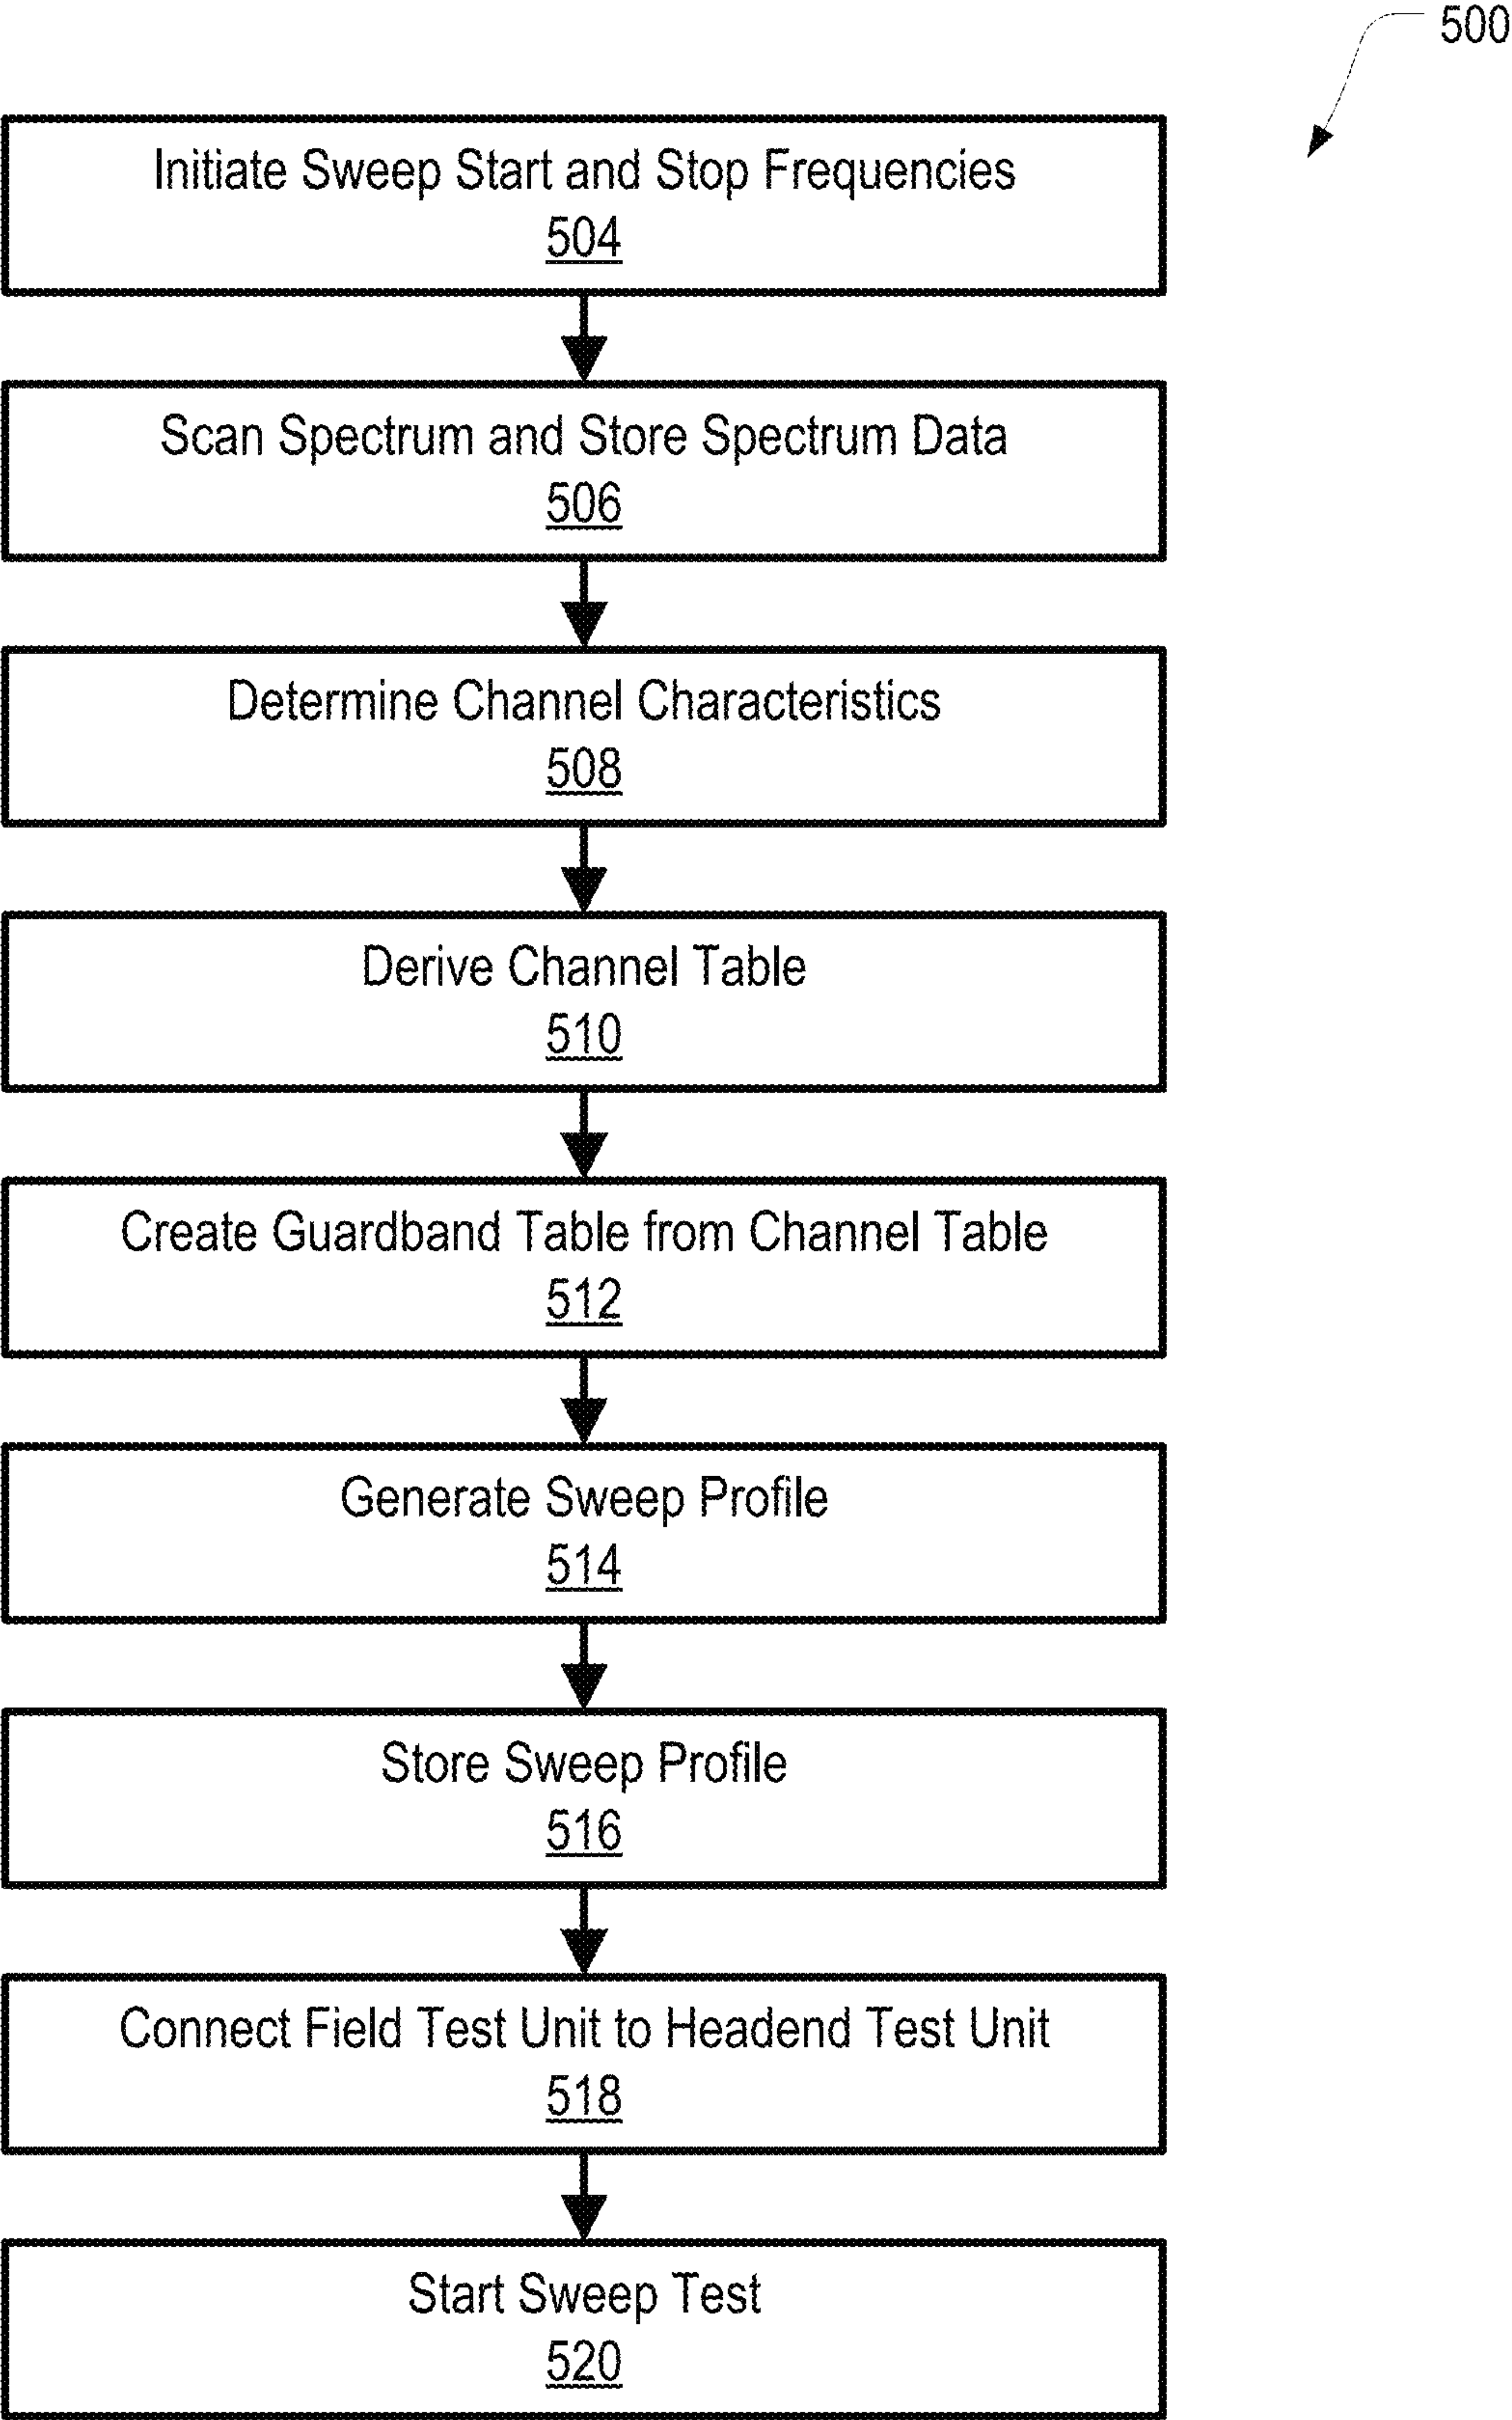 500
Initiate Sweep Start and Stop Frequencies
504
Scan Spectrum and Store Spectrum Data
506
Determine Channel Characteristics
508
Derive Channel Table
510
Create Guardband Table from Channel Table
512
Generate Sweep Profile
514
Store Sweep Profile
516
Connect Field Test Unit to Headend Test Unit
518
Start Sweep Test
520